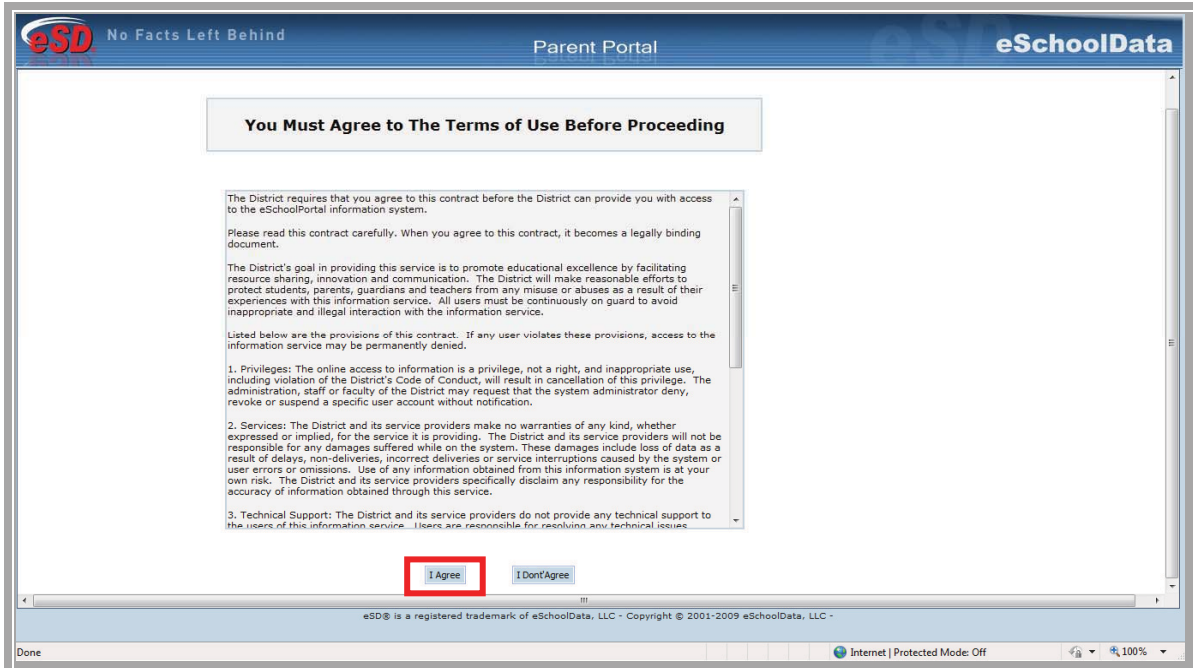 eSD No Facts Left Behind
Parent Portal
eSchoolData
You Must Agree to The Terms of Use Before Proceeding
The District requires that you agree to this contract before the District can provide you with access
to the eSchoolPortal information system.
Please read this contract carefully. When you agree to this contract, it becomes a legally binding
document.
The District's goal in providing this service is to promote educational excellence by facilitating
resource sharing, innovation and communication. The District will make reasonable efforts to
protect students, parents, guardians and teachers from any misuse or abuses as a result of their
experiences with this information service. All users must be continuously on guard to avoid
inappropriate and illegal interaction with the information service.
Listed below are the provisions of this contract. If any user violates these provisions, access to the
information service may be permanently denied.
1. Privileges: The online access to information is a privilege, not a right, and inappropriate use,
including violation of the District's Code of Conduct, will result in cancellation of this privilege. The
administration, staff or faculty of the District may request that the system administrator deny,
revoke or suspend a specific user account without notification.
2. Services: The District and its service providers make no warranties of any kind, whether
expressed or implied, for the service it is providing. The District and its service providers will not be
responsible for any damages suffered while on the system. These damages include loss of data as a
result of delays, non-deliveries, incorrect deliveries or service interruptions caused by the system or
user errors or omissions. Use of any information obtained from this information system is at your
own risk. The District and its service providers specifically disclaim any responsibility for the
accuracy of information obtained through this service.
3. Technical Support: The District and its service providers do not provide any technical support to
the users of this information service. Users are responsible for resolving any technical issues
I Agree
I Dont'Agree
eSD® is a registered trademark of eSchoolData, LLC - Copyright © 2001-2009 eSchoolData, LLC -
Done
Internet | Protected Mode: Off
100%